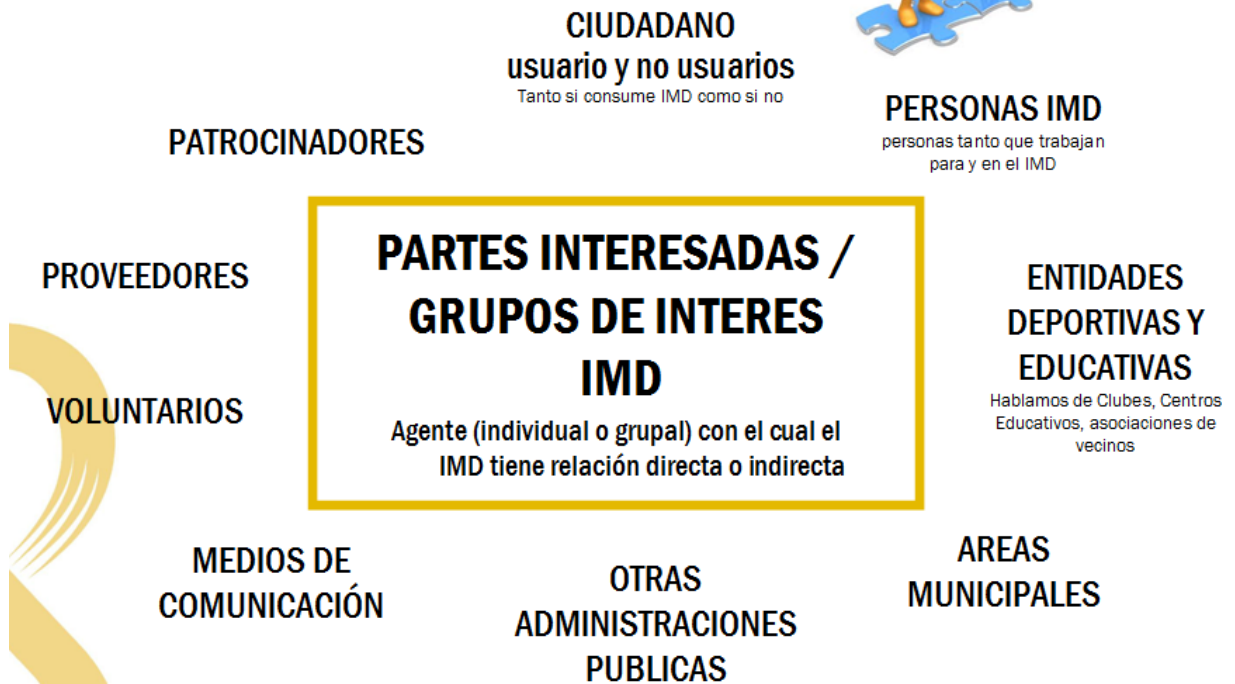 CIUDADANO
usuario y no usuarios
Tanto si consume IMD como si no
PERSONAS IMD
personas tanto que trabajan
para y en el IMD
PATROCINADORES
PARTES INTERESADAS /
GRUPOS DE INTERES
IMD
Agente (individual o grupal) con el cual el
IMD tiene relación directa o indirecta
PROVEEDORES
ENTIDADES
DEPORTIVAS Y
EDUCATIVAS
Hablamos de Clubes, Centros
Educativos, asociaciones de
vecinos
VOLUNTARIOS
MEDIOS DE
COMUNICACIÓN
OTRAS
ADMINISTRACIONES
PUBLICAS
AREAS
MUNICIPALES